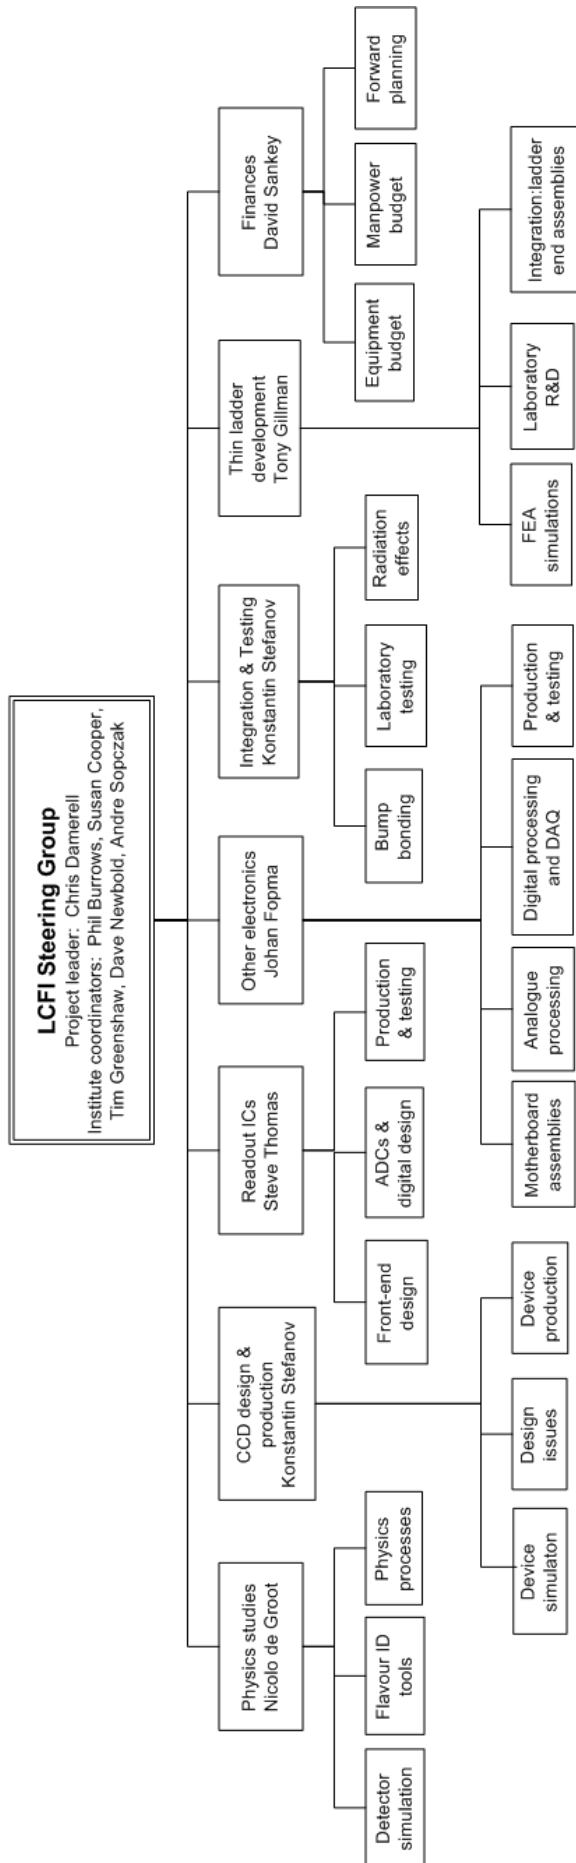 LCFI Steering Group
Project leader: Chris Damerell
Institute coordinators: Phil Burrows, Susan Cooper,
Tim Greenshaw, Dave Newbold, Andre Sopczak
Physics studies
Nicolo de Groot
CCD design &
production
Konstantin Stefanov
Readout ICs
Steve Thomas
Other electronics
Johan Fopma
Integration & Testing
Konstantin Stefanov
Thin ladder
development
Tony Gillman
Finances
David Sankey
Detector
simulation
Flavour ID
tools
Physics
processes
Front-end
design
ADCs &
digital design
Production
& testing
Bump
bonding
Laboratory
testing
Radiation
effects
Equipment
budget
Manpower
budget
Forward
planning
Device
simulaton
Design
issues
Device
production
Motherboard
assemblies
Analogue
processing
Digital processing
and DAQ
Production
& testing
FEA
simulations
Laboratory
R&D
Integration:ladder
end assemblies